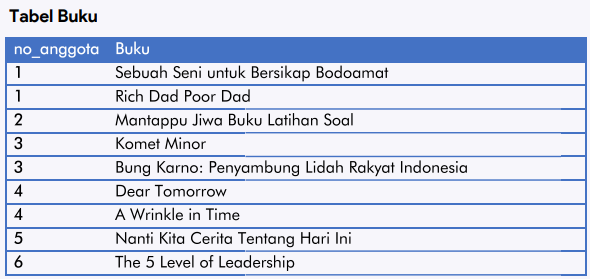 Tabel Buku
no_anggota Buku
1 Sebuah Seni untuk Bersikap Bodoamat
1 Rich Dad Poor Dad
2 Mantappu Jiwa Buku Latihan Soal
3 Komet Minor
3 Bung Karno: Penyambung Lidah Rakyat Indonesia
4 Dear Tomorrow
4 A Wrinkle in Time
5 Nanti Kita Cerita Tentang Hari Ini
6 The 5 Level of Leadership